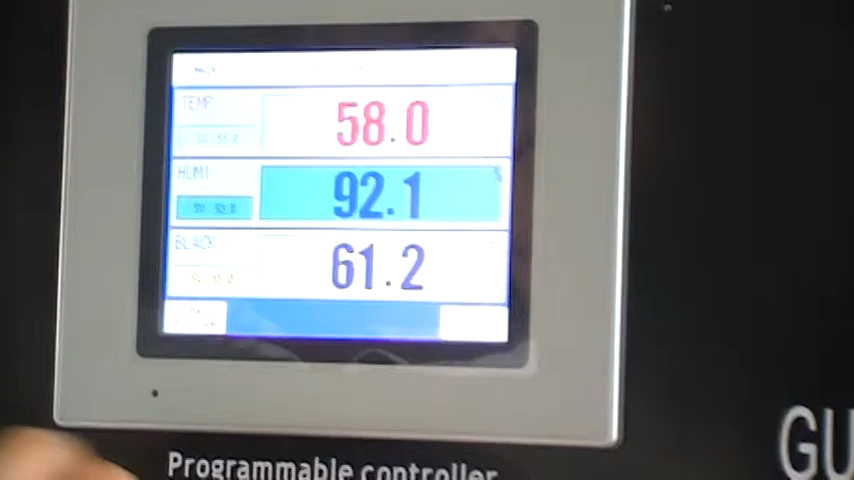 TEMP
58.0
HUMI
%
92.1
BLACK
61.2
Programmable controller
GU